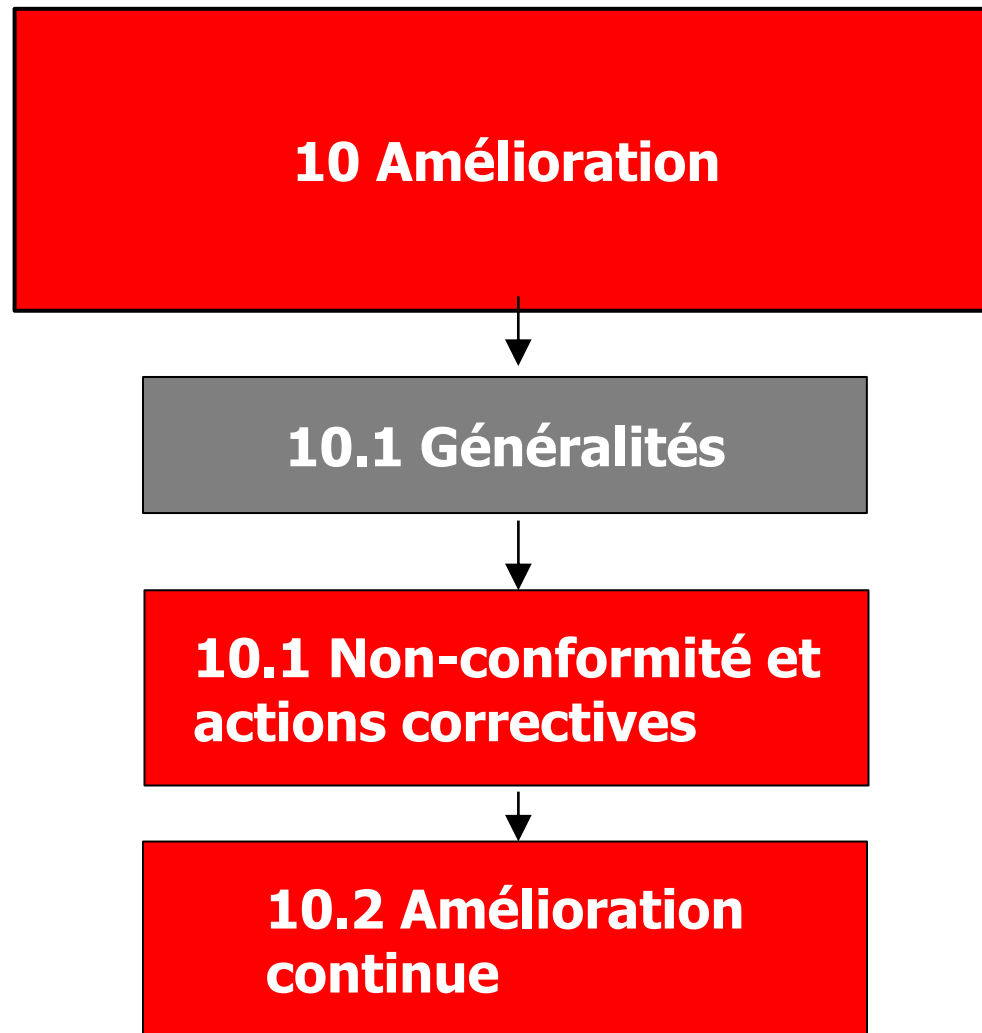 10 Amélioration
10.1 Généralités
10.1 Non-conformité et
actions correctives
10.2 Amélioration
continue